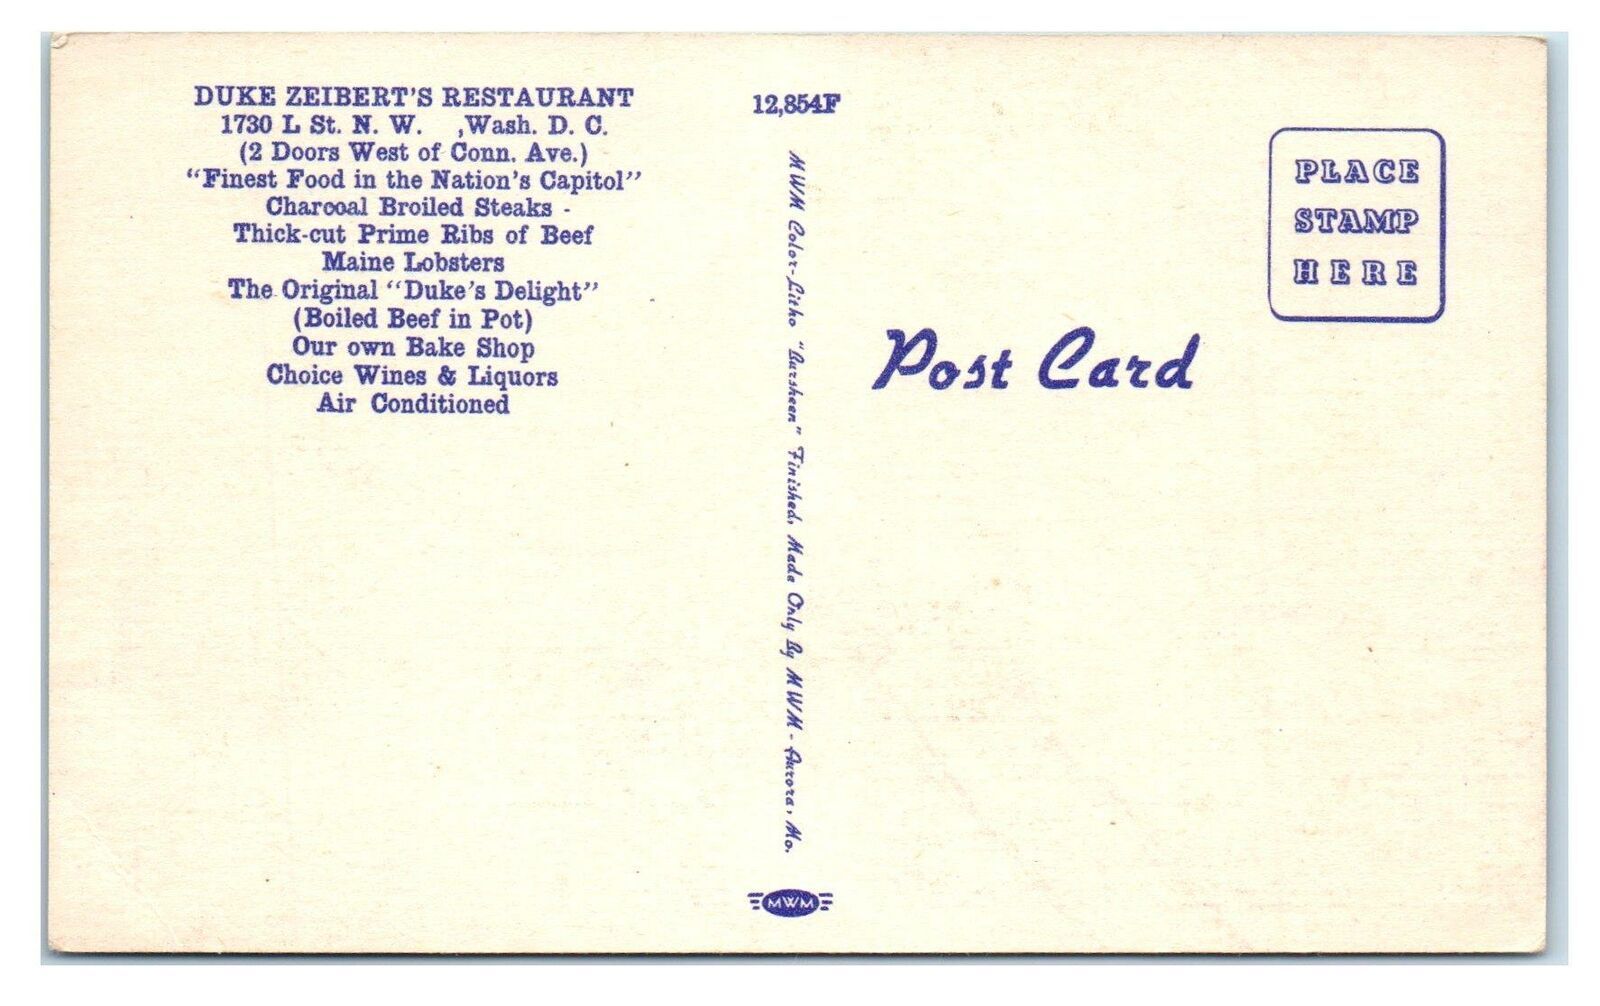 DUKE ZEIBERT'S RESTAURANT
1730 L St. N. W. ,Wash. D. C.
(2 Doors West of Conn. Ave.)
"Finest Food in the Nation's Capitol"
Charcoal Broiled Steaks -
Thick-cut Prime Ribs of Beef
Maine Lobsters
The Original "Duke's Delight"
(Boiled Beef in Pot)
Our own Bake Shop
Choice Wines & Liquors
Air Conditioned
12,854F
MWM Color-Litho "Bursheen" Finished, Made Only By MWM - Aurora, Mo.
MWM
Post Card
PLACE
STAMP
HERE